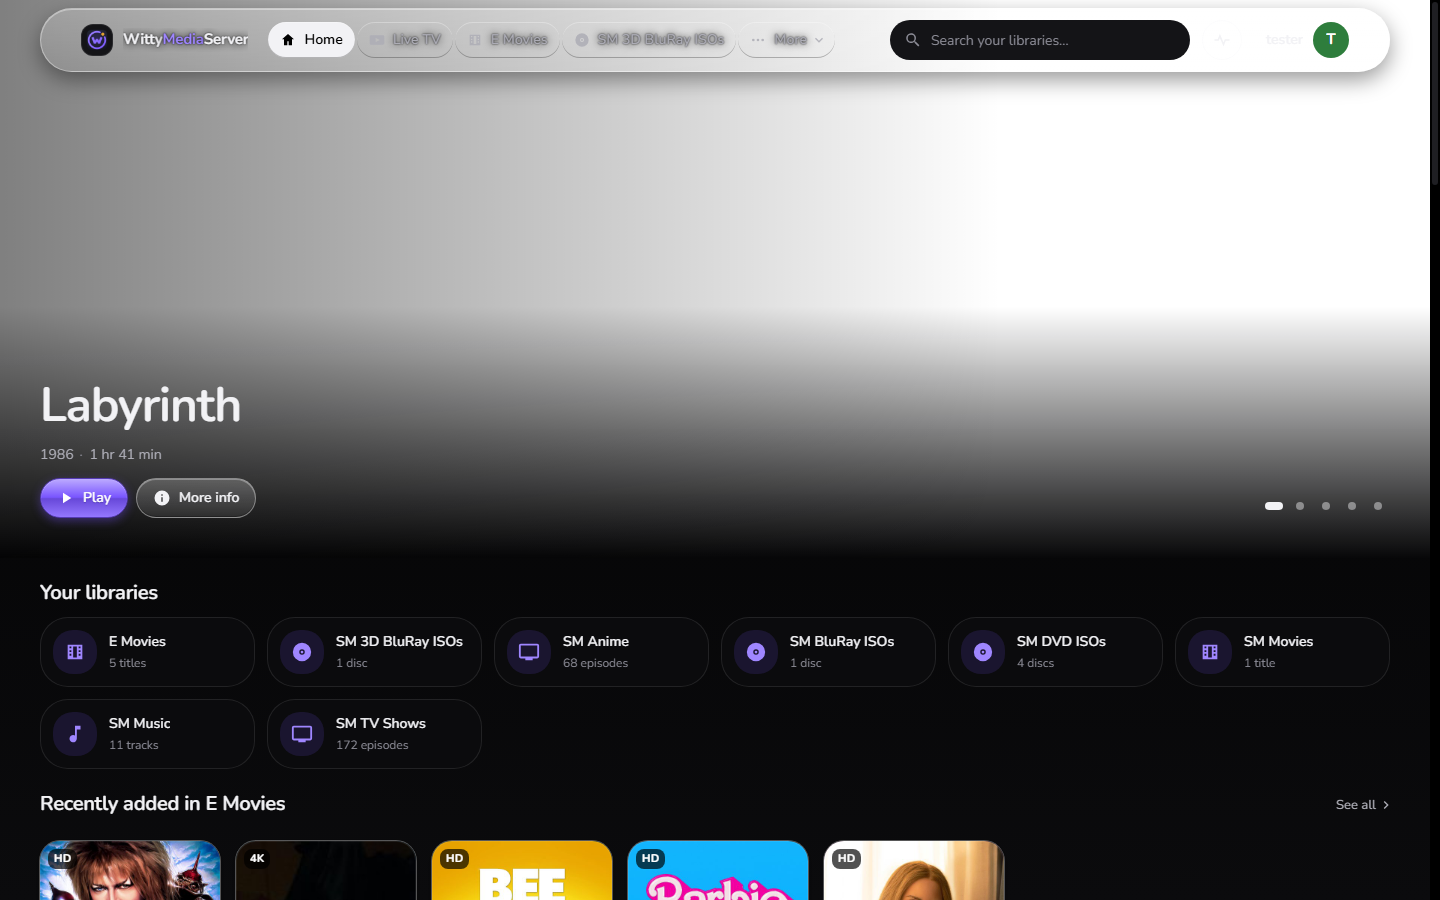 WittyMediaServer
Home
Live TV
E Movies
SM 3D BluRay ISOs
More
Search your libraries...
tester
T
Labyrinth
1986 · 1 hr 41 min
Play
More info
Your libraries
E Movies
5 titles
SM 3D BluRay ISOs
1 disc
SM Anime
68 episodes
SM BluRay ISOs
1 disc
SM DVD ISOs
4 discs
SM Movies
1 title
SM Music
11 tracks
SM TV Shows
172 episodes
Recently added in E Movies
See all
HD
4K
HD
BEE
HD
Barbie
HD